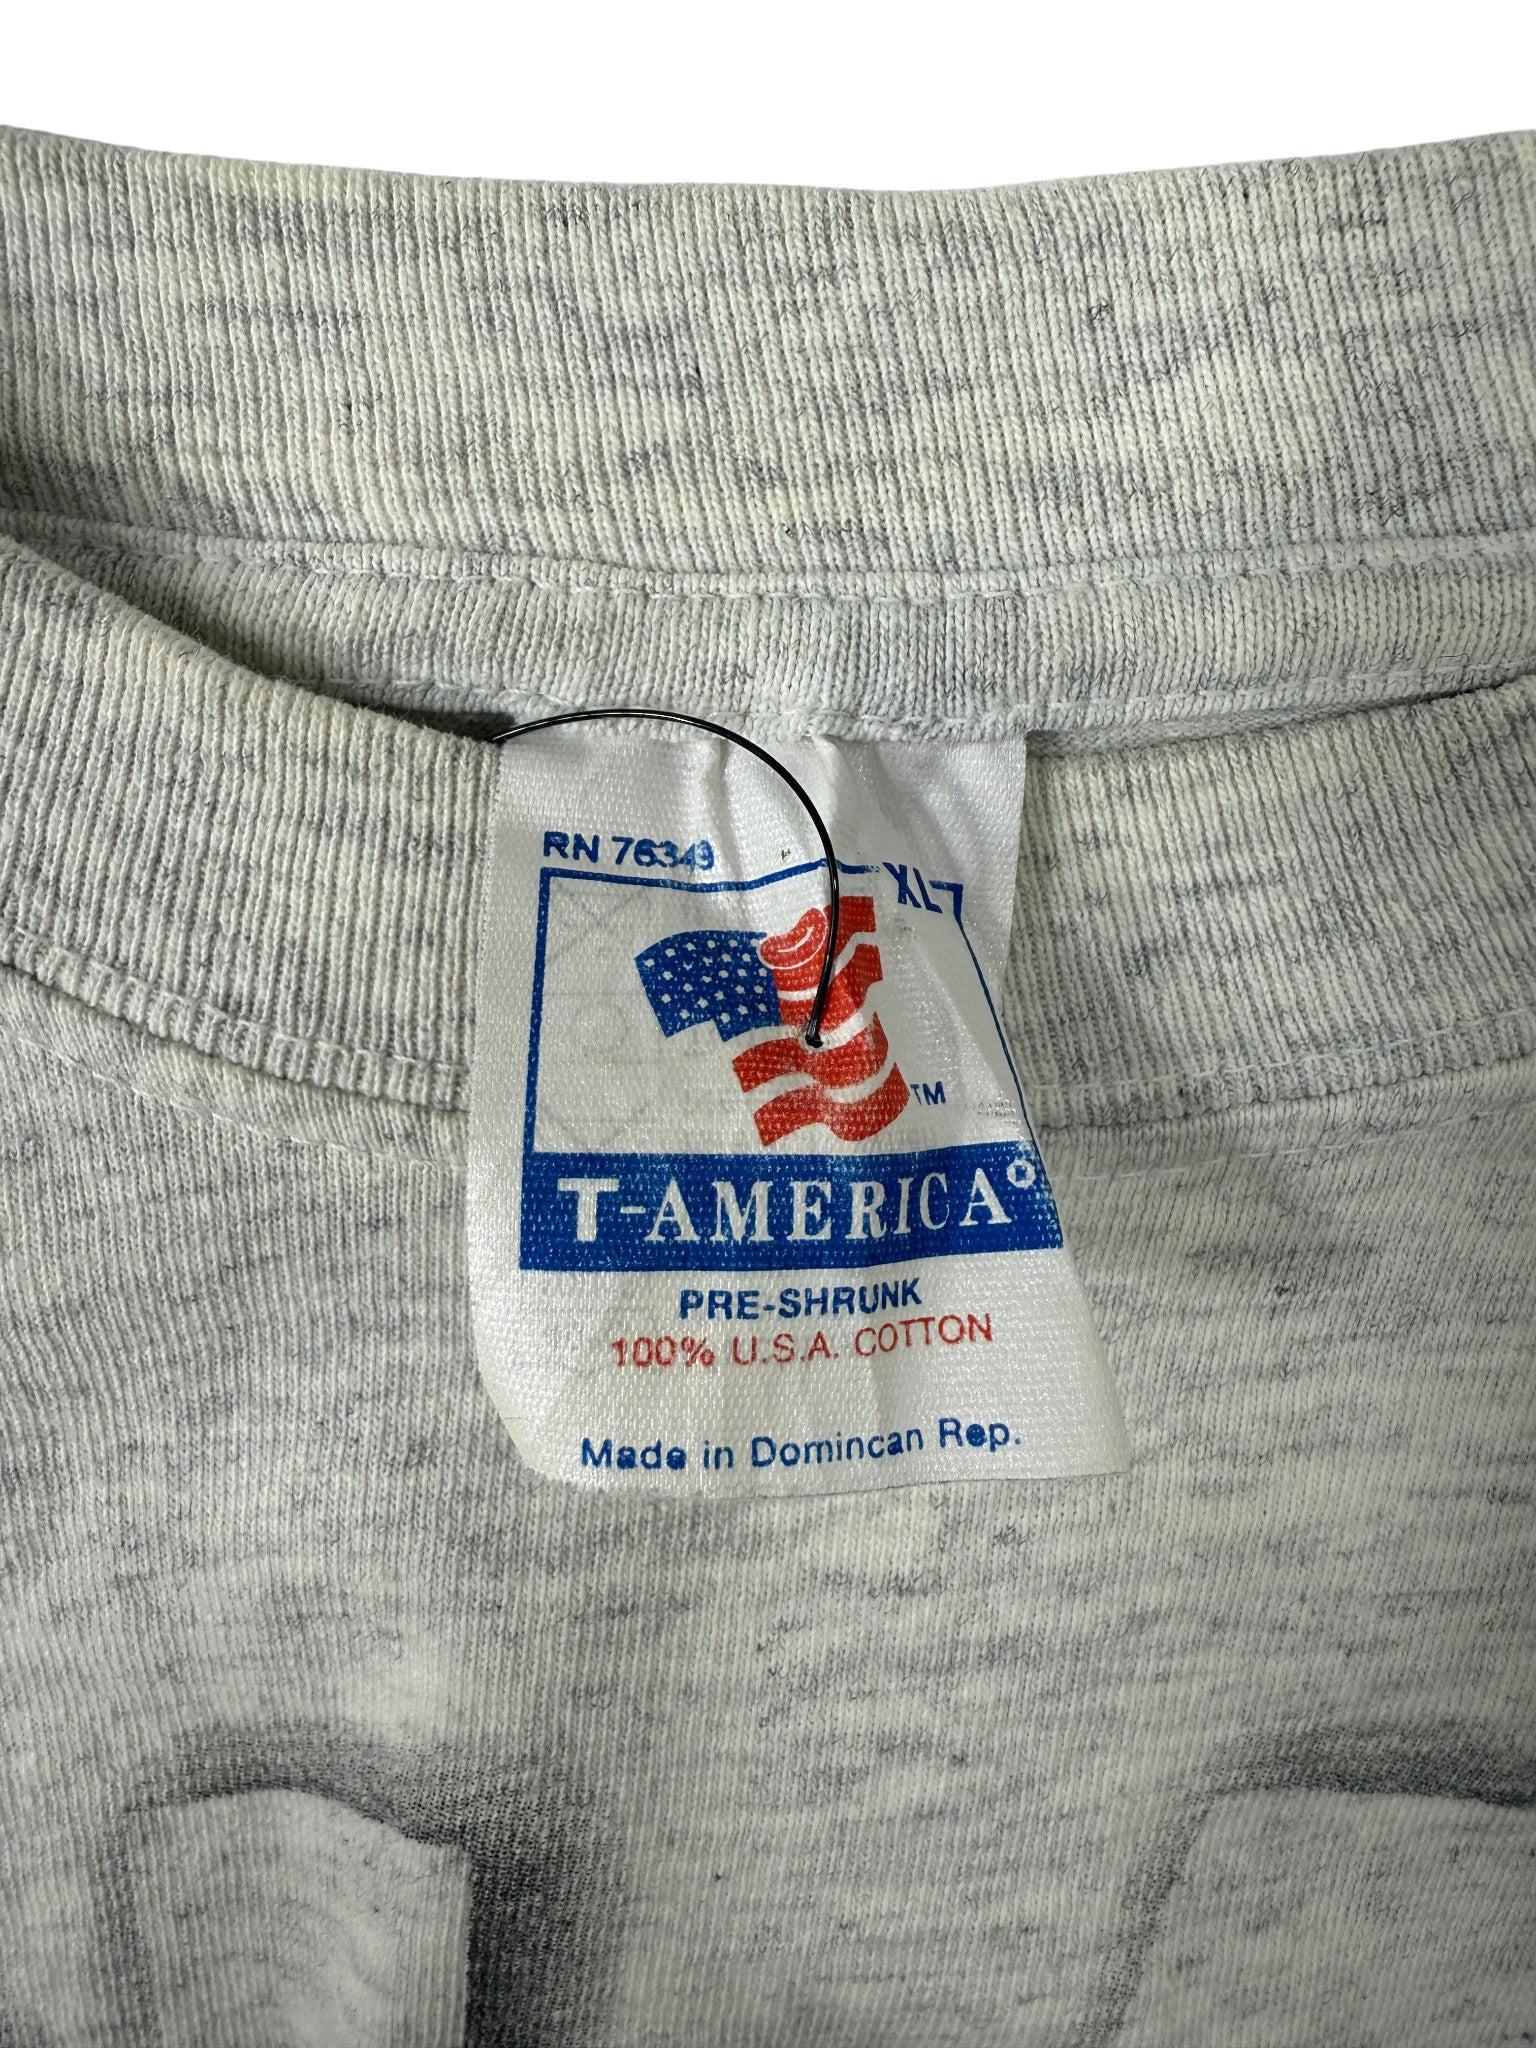 RN 76349
XL
TM
T-AMERICA®
PRE-SHRUNK
100% U.S.A. COTTON
Made in Domincan Rep.